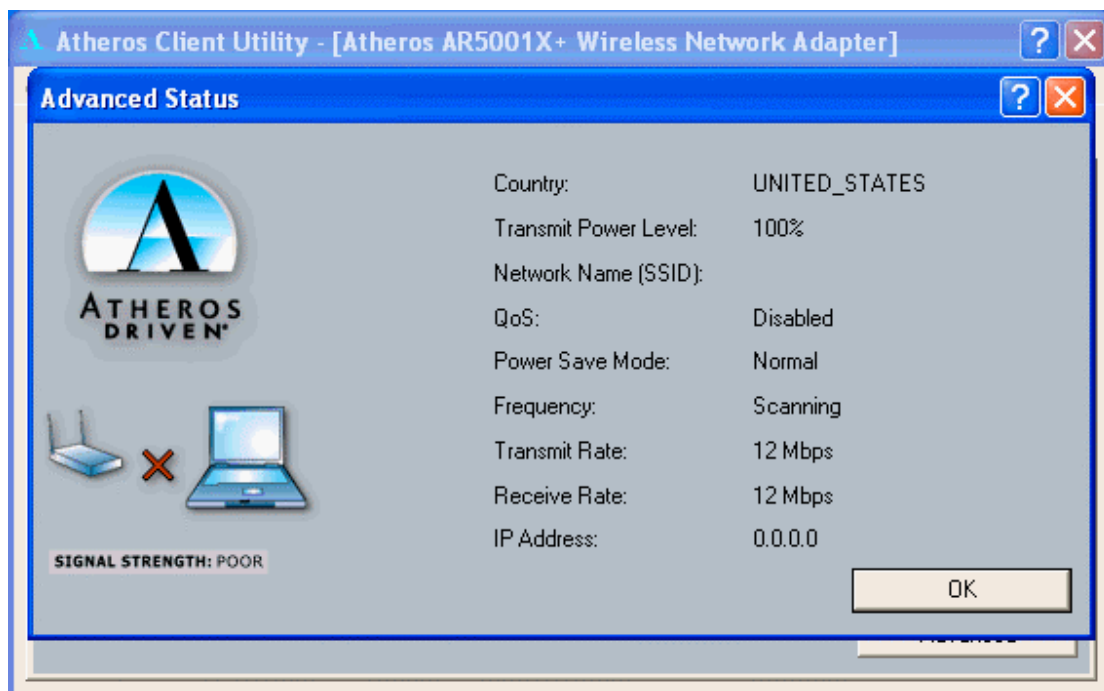 Atheros Client Utility - [Atheros AR5001X+ Wireless Network Adapter]
Advanced Status
ATHEROS
DRIVEN®
Country: UNITED_STATES
Transmit Power Level: 100%
Network Name (SSID):
QoS: Disabled
Power Save Mode: Normal
Frequency: Scanning
Transmit Rate: 12 Mbps
Receive Rate: 12 Mbps
IP Address: 0.0.0.0
SIGNAL STRENGTH: POOR
OK